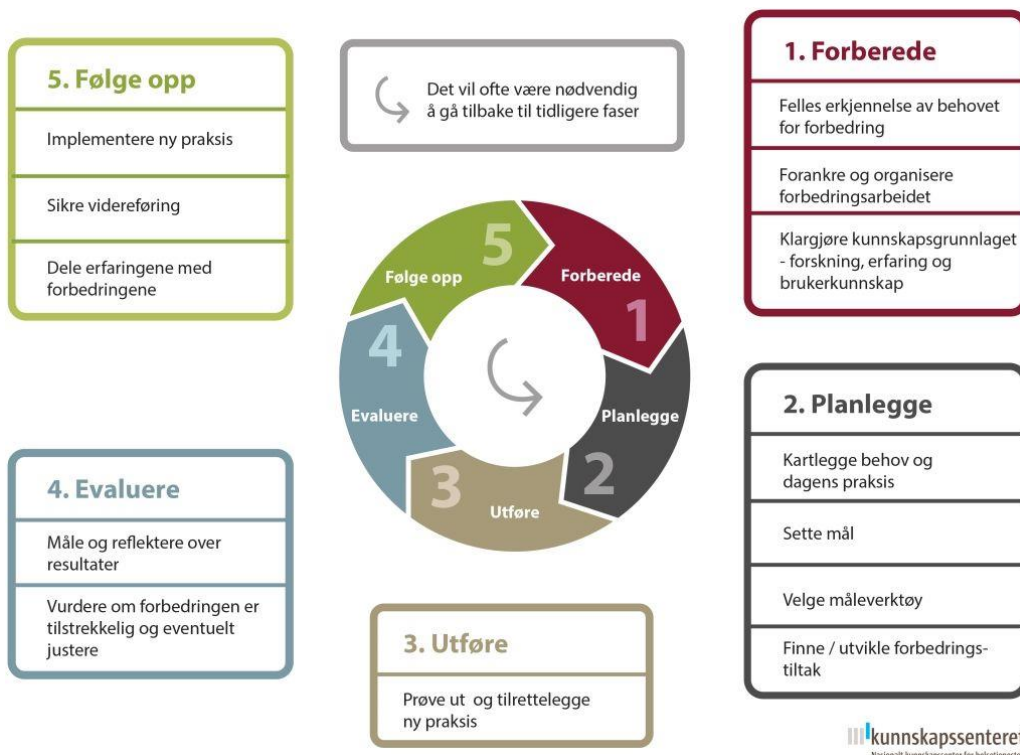 5. Følge opp
Implementere ny praksis
Sikre videreføring
Dele erfaringene med
forbedringene
Det vil ofte være nødvendig
å gå tilbake til tidligere faser
1. Forberede
Felles erkjennelse av behovet
for forbedring
Forankre og organisere
forbedringsarbeidet
Klargjøre kunnskapsgrunnlaget
- forskning, erfaring og
brukerkunnskap
5
Følge opp
Forberede
1
4
Evaluere
Planlegge
2
3
Utføre
2. Planlegge
Kartlegge behov og
dagens praksis
Sette mål
Velge måleverktøy
Finne / utvikle forbedrings-
tiltak
4. Evaluere
Måle og reflektere over
resultater
Vurdere om forbedringen er
tilstrekkelig og eventuelt
justere
3. Utføre
Prøve ut og tilrettelegge
ny praksis
kunnskapssenteret
Nasjonalt kunnskapssenter for